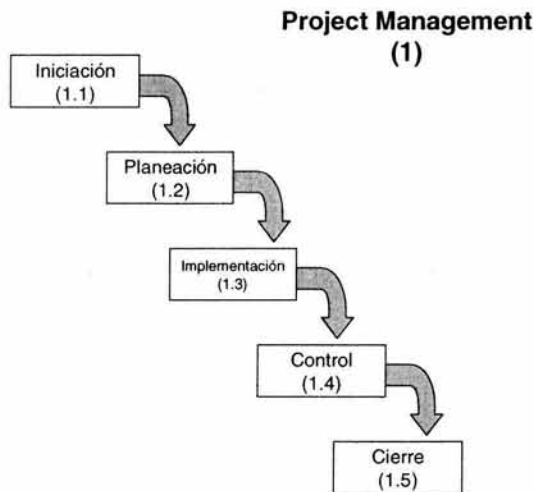 Project Management
(1)
Iniciación
(1.1)
Planeación
(1.2)
Implementación
(1.3)
Control
(1.4)
Cierre
(1.5)